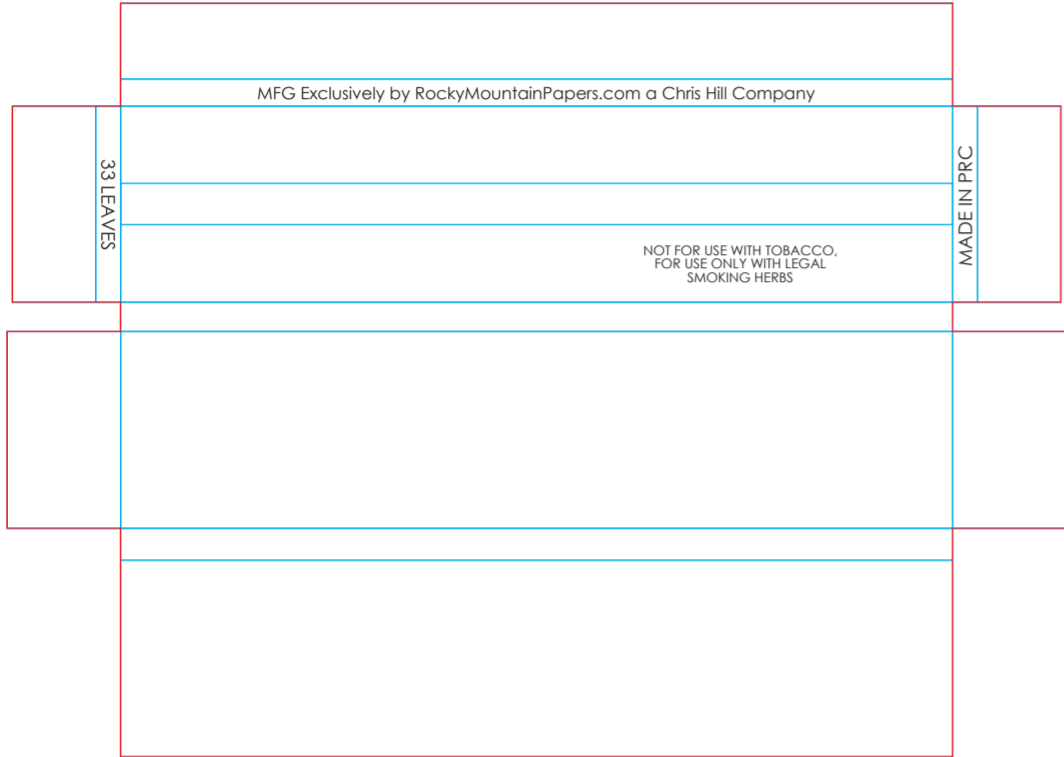 MFG Exclusively by RockyMountainPapers.com a Chris Hill Company
33 LEAVES
MADE IN PRC
NOT FOR USE WITH TOBACCO,
FOR USE ONLY WITH LEGAL
SMOKING HERBS